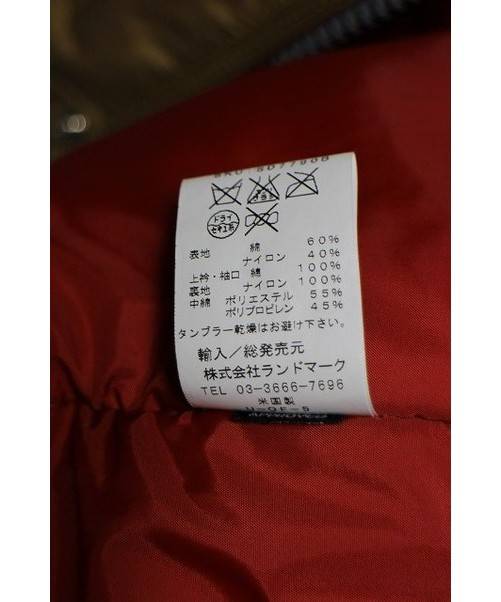 ドライ
セキユ系
表地 綿 60%
ナイロン 40%
上衿・袖口 綿 100%
裏地 ナイロン 100%
中綿 ポリエステル 55%
ポリプロピレン 45%
タンブラー乾燥はお避け下さい。
輸入/総発売元
株式会社ランドマーク
TEL 03-3666-7696
米国製